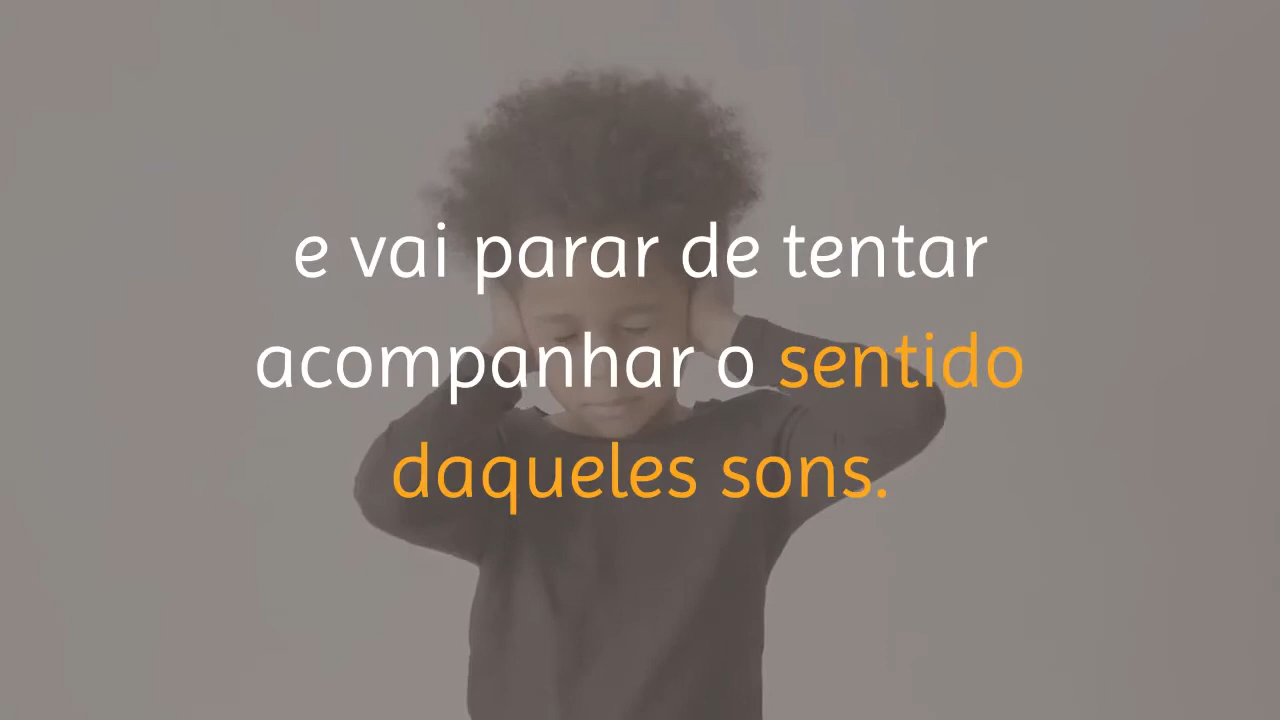 e vai parar de tentar
acompanhar o sentido
daqueles sons.